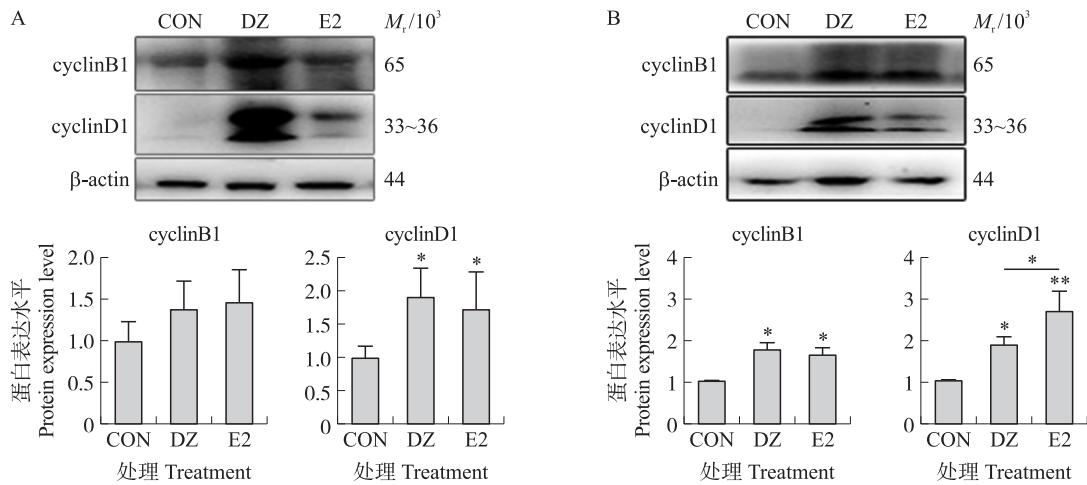 A
CON DZ E2 Mr/10³
cyclinB1 65
cyclinD1 33~36
β-actin 44
cyclinB1
蛋白表达水平
Protein expression level
2.0
1.5
1.0
0.5
0
CON DZ E2
处理 Treatment
cyclinD1
2.5
2.0
1.5
1.0
0.5
0
* *
CON DZ E2
处理 Treatment
B
CON DZ E2 Mr/10³
cyclinB1 65
cyclinD1 33~36
β-actin 44
cyclinB1
蛋白表达水平
Protein expression level
4
3
2
1
0
* *
CON DZ E2
处理 Treatment
cyclinD1
4
3
2
1
0
*
* **
CON DZ E2
处理 Treatment